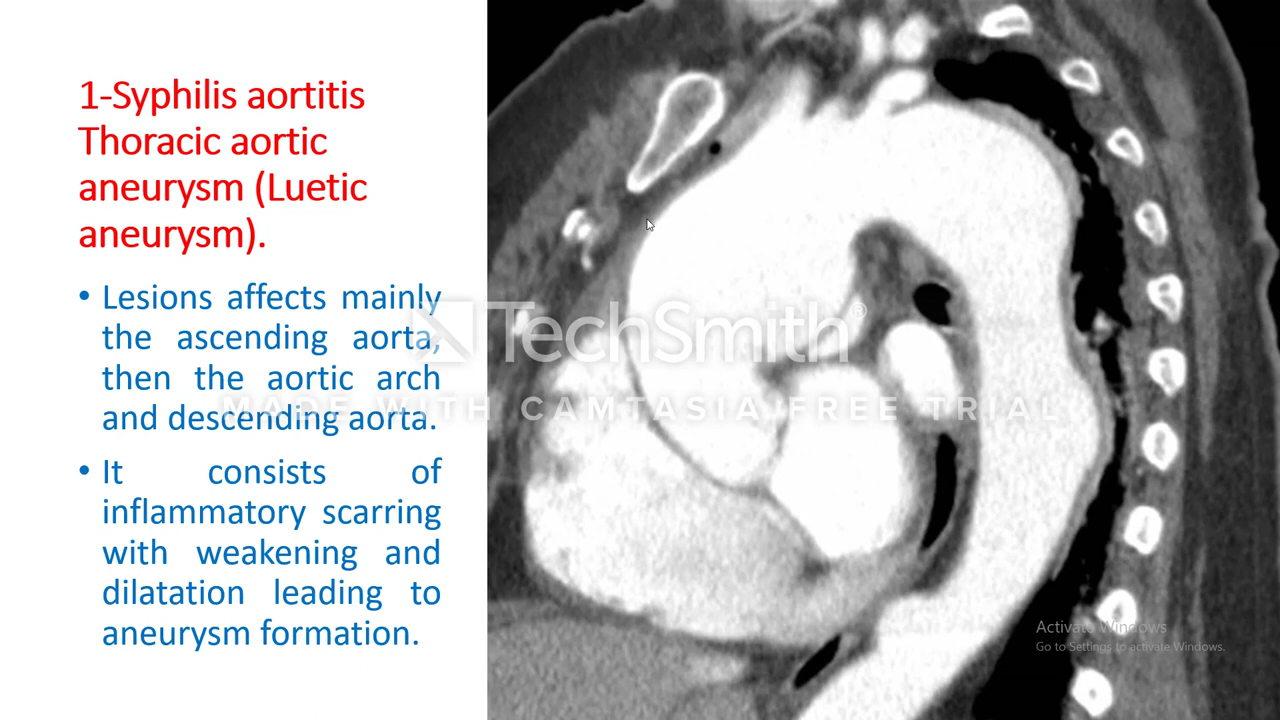 1-Syphilis aortitis
Thoracic aortic
aneurysm (Luetic
aneurysm).
• Lesions affects mainly
the ascending aorta,
then the aortic arch
and descending aorta.
• It consists of
inflammatory scarring
with weakening and
dilatation leading to
aneurysm formation.
TechSmith®
MADE WITH CAMTASIA FREE TRIAL
Activate Windows
Go to Settings to activate Windows.